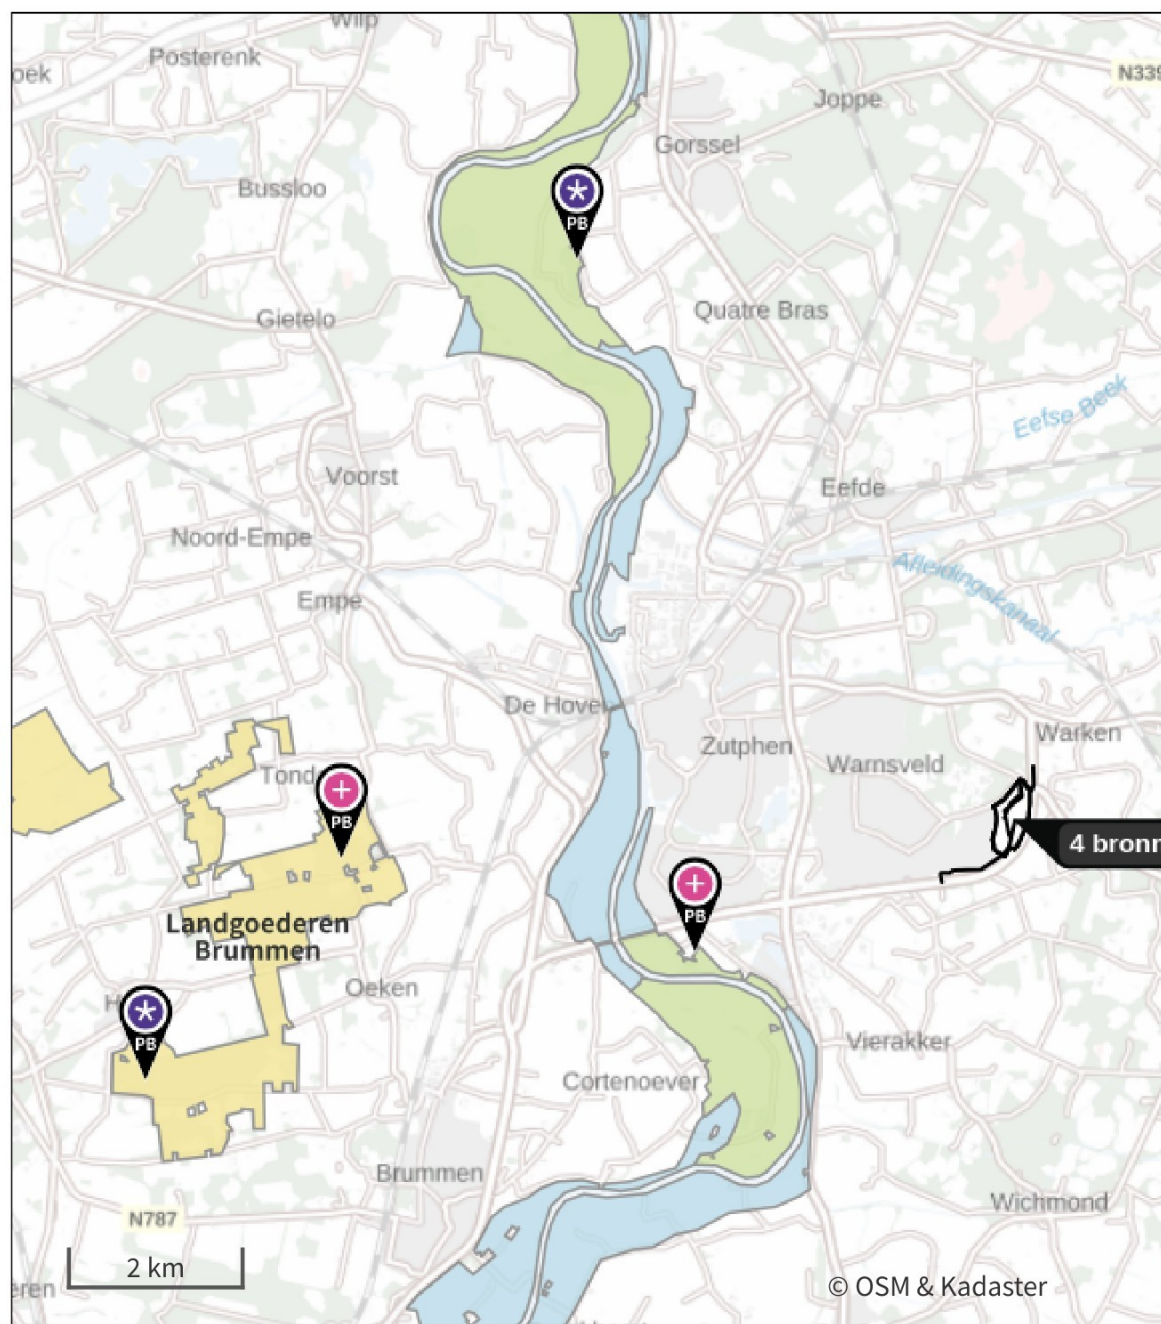 Wilp
Posterenk
oek
N339
Joppe
Gorssel
Bussloo
PB
Quatre Bras
Gietelo
Eefse Beek
Voorst
Eefde
Noord-Empe
Afleidingskanaal
Empe
De Hove
Zutphen
Warken
Warnsveld
Tond
PB
4 bronn
PB
Landgoederen
Brummen
Oeken
H
PB
Vierakker
Cortenoever
Brummen
Wichmond
N787
2 km
eren
© OSM & Kadaster